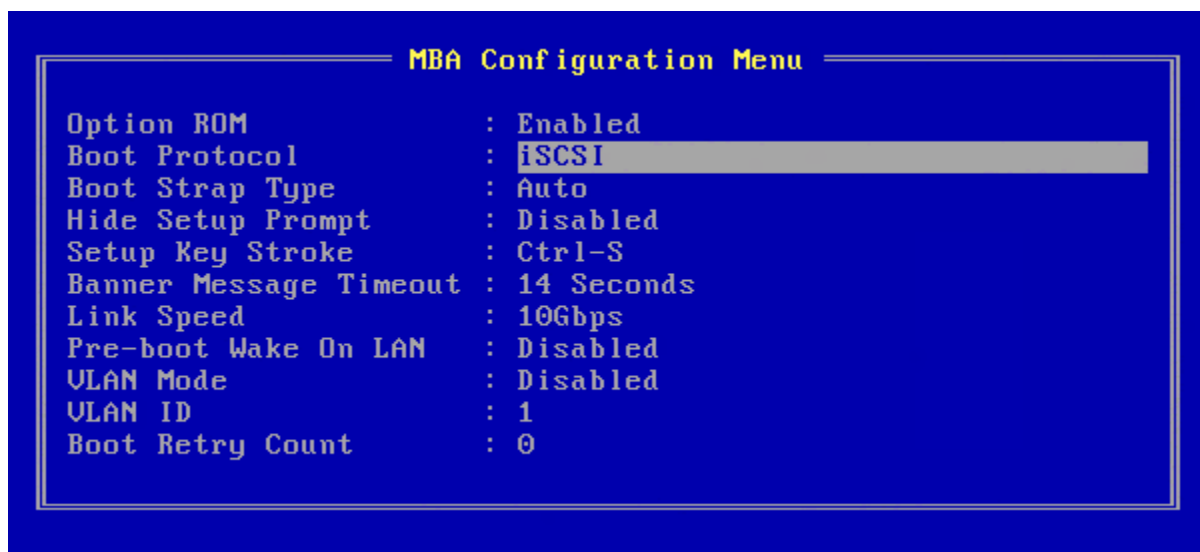 MBA Configuration Menu
Option ROM : Enabled
Boot Protocol : iSCSI
Boot Strap Type : Auto
Hide Setup Prompt : Disabled
Setup Key Stroke : Ctrl-S
Banner Message Timeout : 14 Seconds
Link Speed : 10Gbps
Pre-boot Wake On LAN : Disabled
VLAN Mode : Disabled
VLAN ID : 1
Boot Retry Count : 0